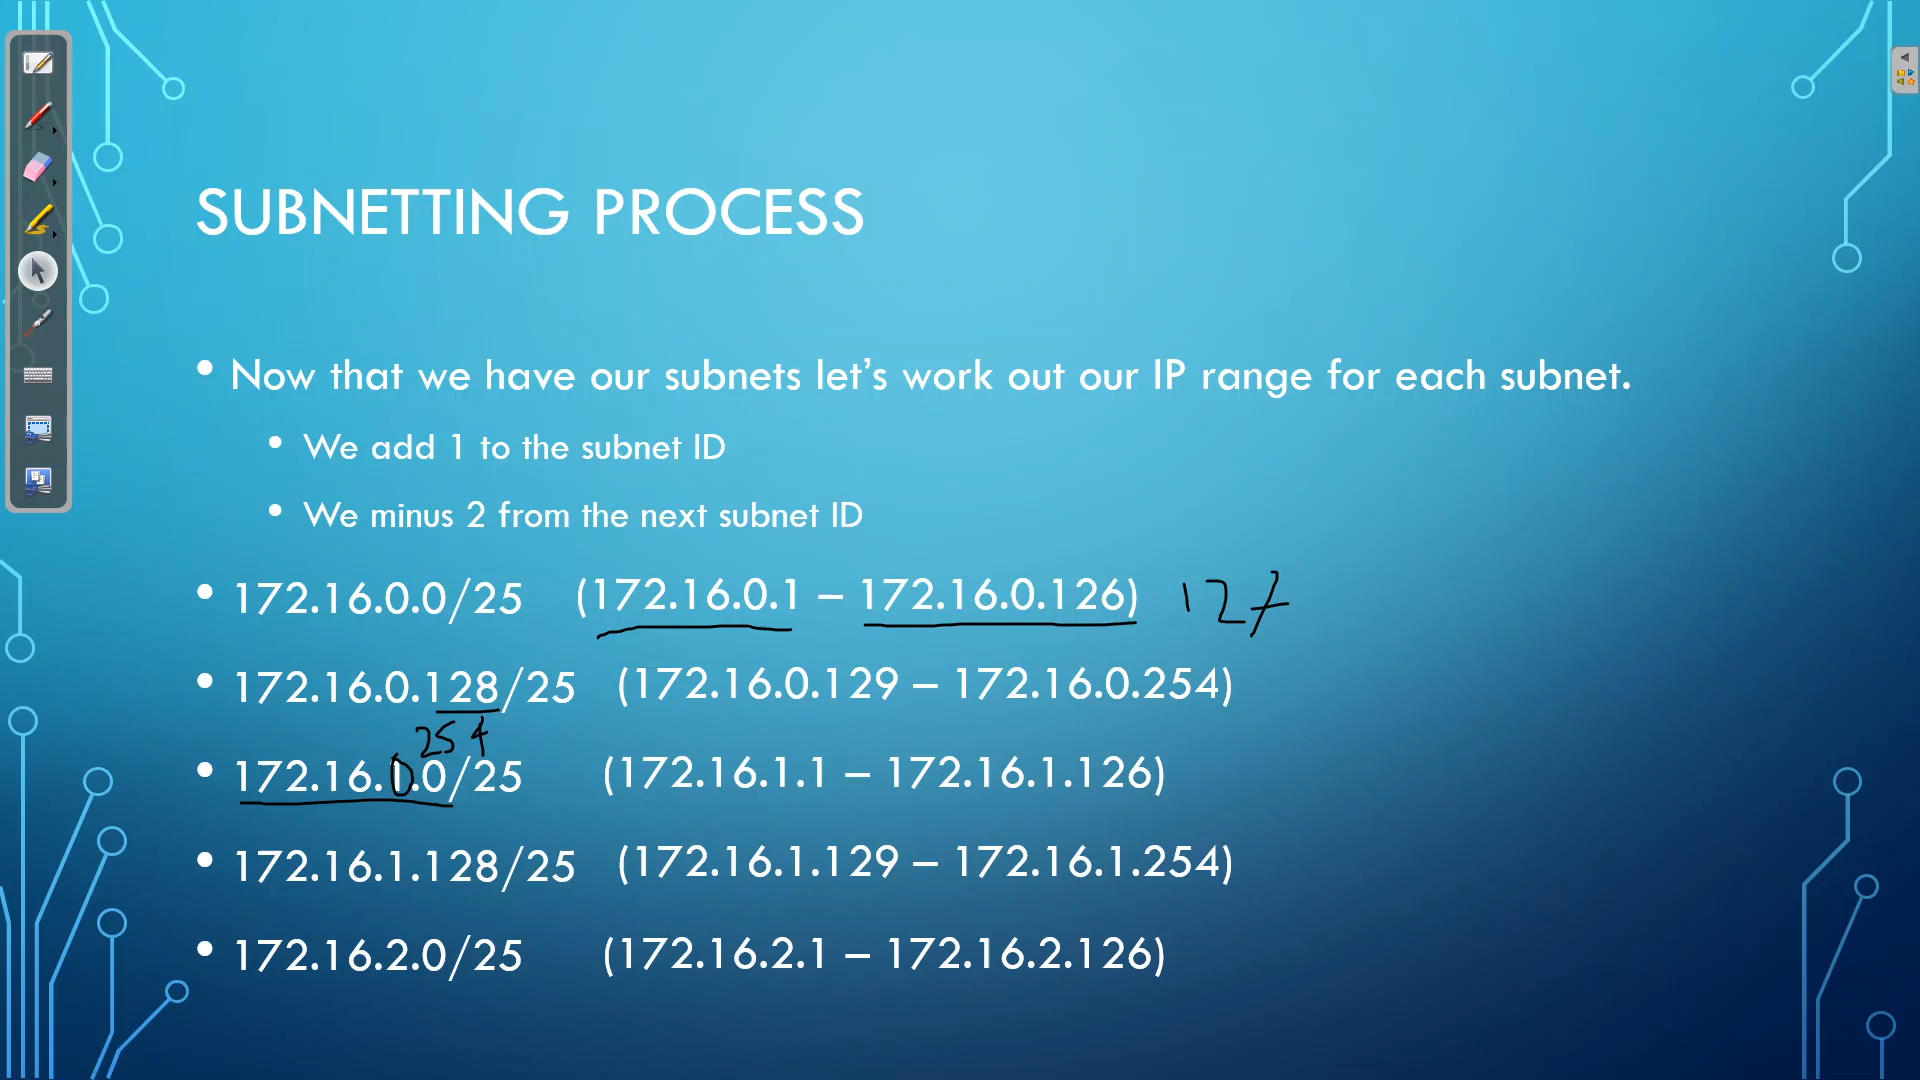 SUBNETTING PROCESS
• Now that we have our subnets let’s work out our IP range for each subnet.
• We add 1 to the subnet ID
• We minus 2 from the next subnet ID
• 172.16.0.0/25 (172.16.0.1 – 172.16.0.126) 127
• 172.16.0.128/25 (172.16.0.129 – 172.16.0.254)
0 254
• 172.16.1.0/25 (172.16.1.1 – 172.16.1.126)
• 172.16.1.128/25 (172.16.1.129 – 172.16.1.254)
• 172.16.2.0/25 (172.16.2.1 – 172.16.2.126)